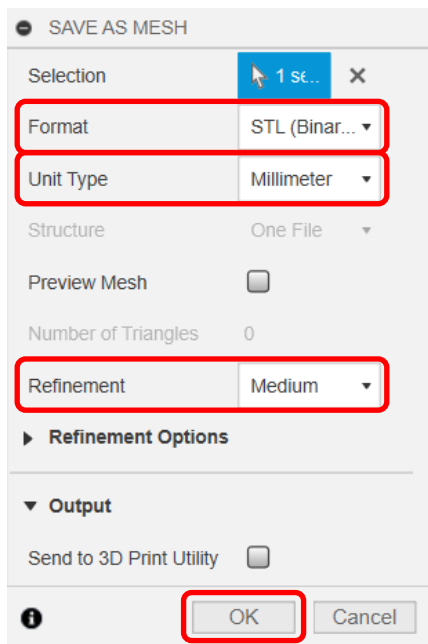 SAVE AS MESH
Selection 1 se...
Format STL (Binar...
Unit Type Millimeter
Structure One File
Preview Mesh
Number of Triangles 0
Refinement Medium
Refinement Options
Output
Send to 3D Print Utility
OK Cancel